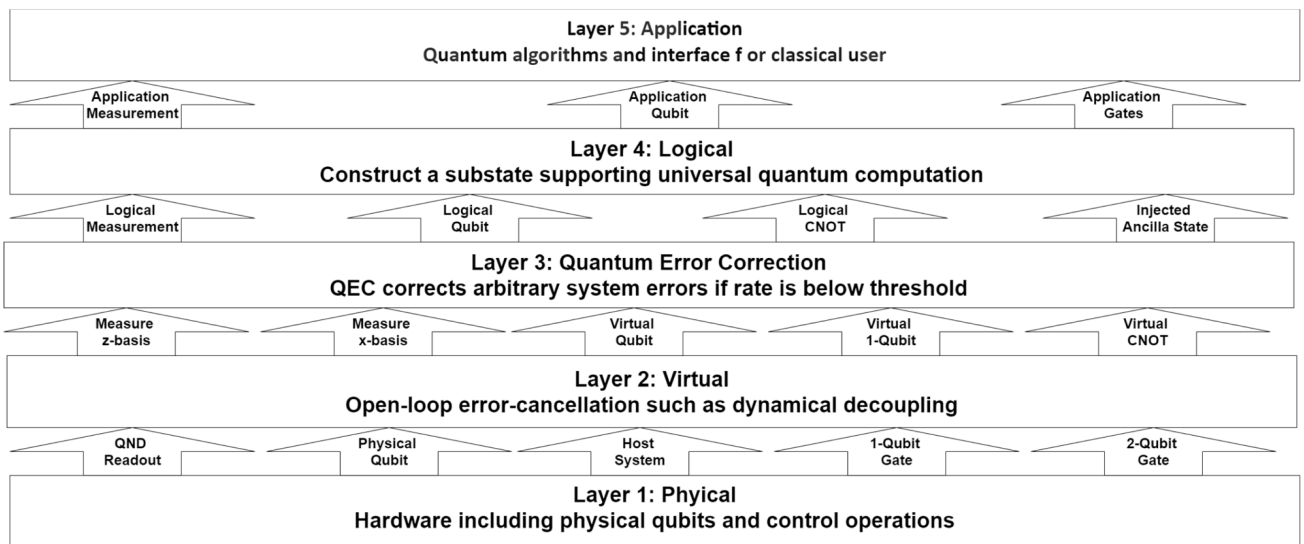 Layer 5: Application
Quantum algorithms and interface f or classical user
Application
Measurement
Application
Qubit
Application
Gates
Layer 4: Logical
Construct a substate supporting universal quantum computation
Logical
Measurement
Logical
Qubit
Logical
CNOT
Injected
Ancilla State
Layer 3: Quantum Error Correction
QEC corrects arbitrary system errors if rate is below threshold
Measure
z-basis
Measure
x-basis
Virtual
Qubit
Virtual
1-Qubit
Virtual
CNOT
Layer 2: Virtual
Open-loop error-cancellation such as dynamical decoupling
QND
Readout
Physical
Qubit
Host
System
1-Qubit
Gate
2-Qubit
Gate
Layer 1: Phyical
Hardware including physical qubits and control operations